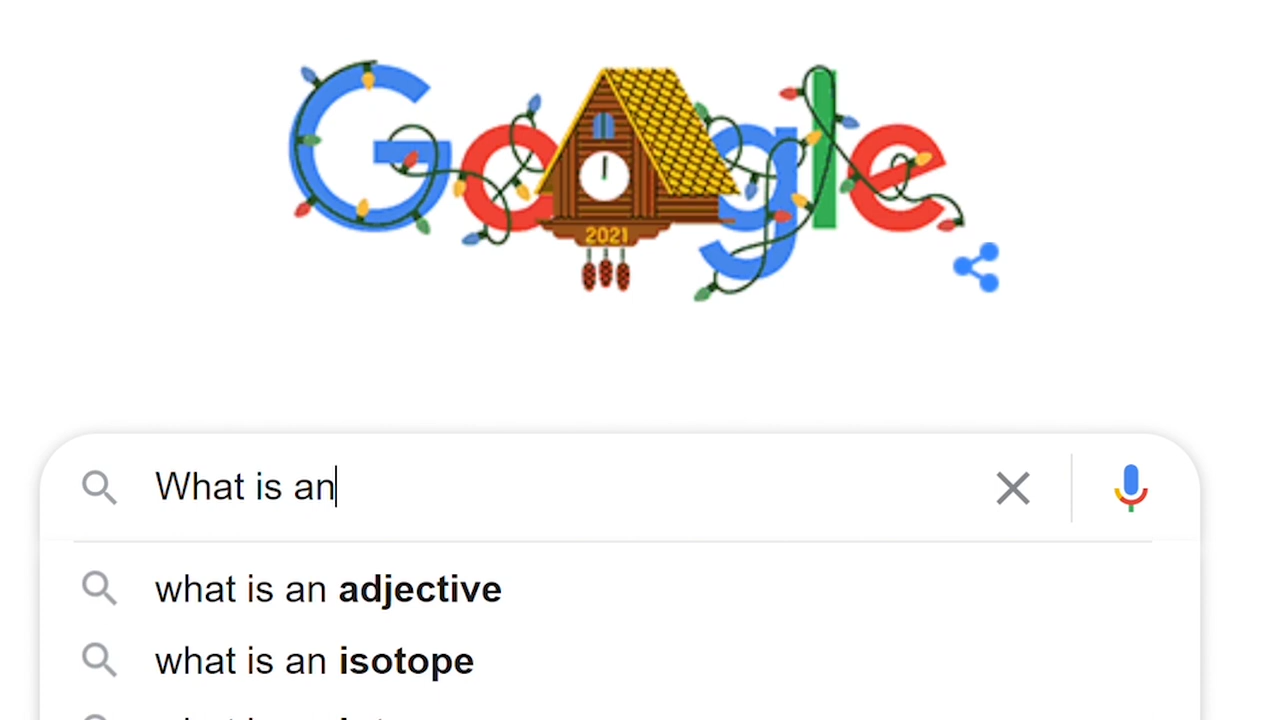 Google
2021
What is an
what is an adjective
what is an isotope